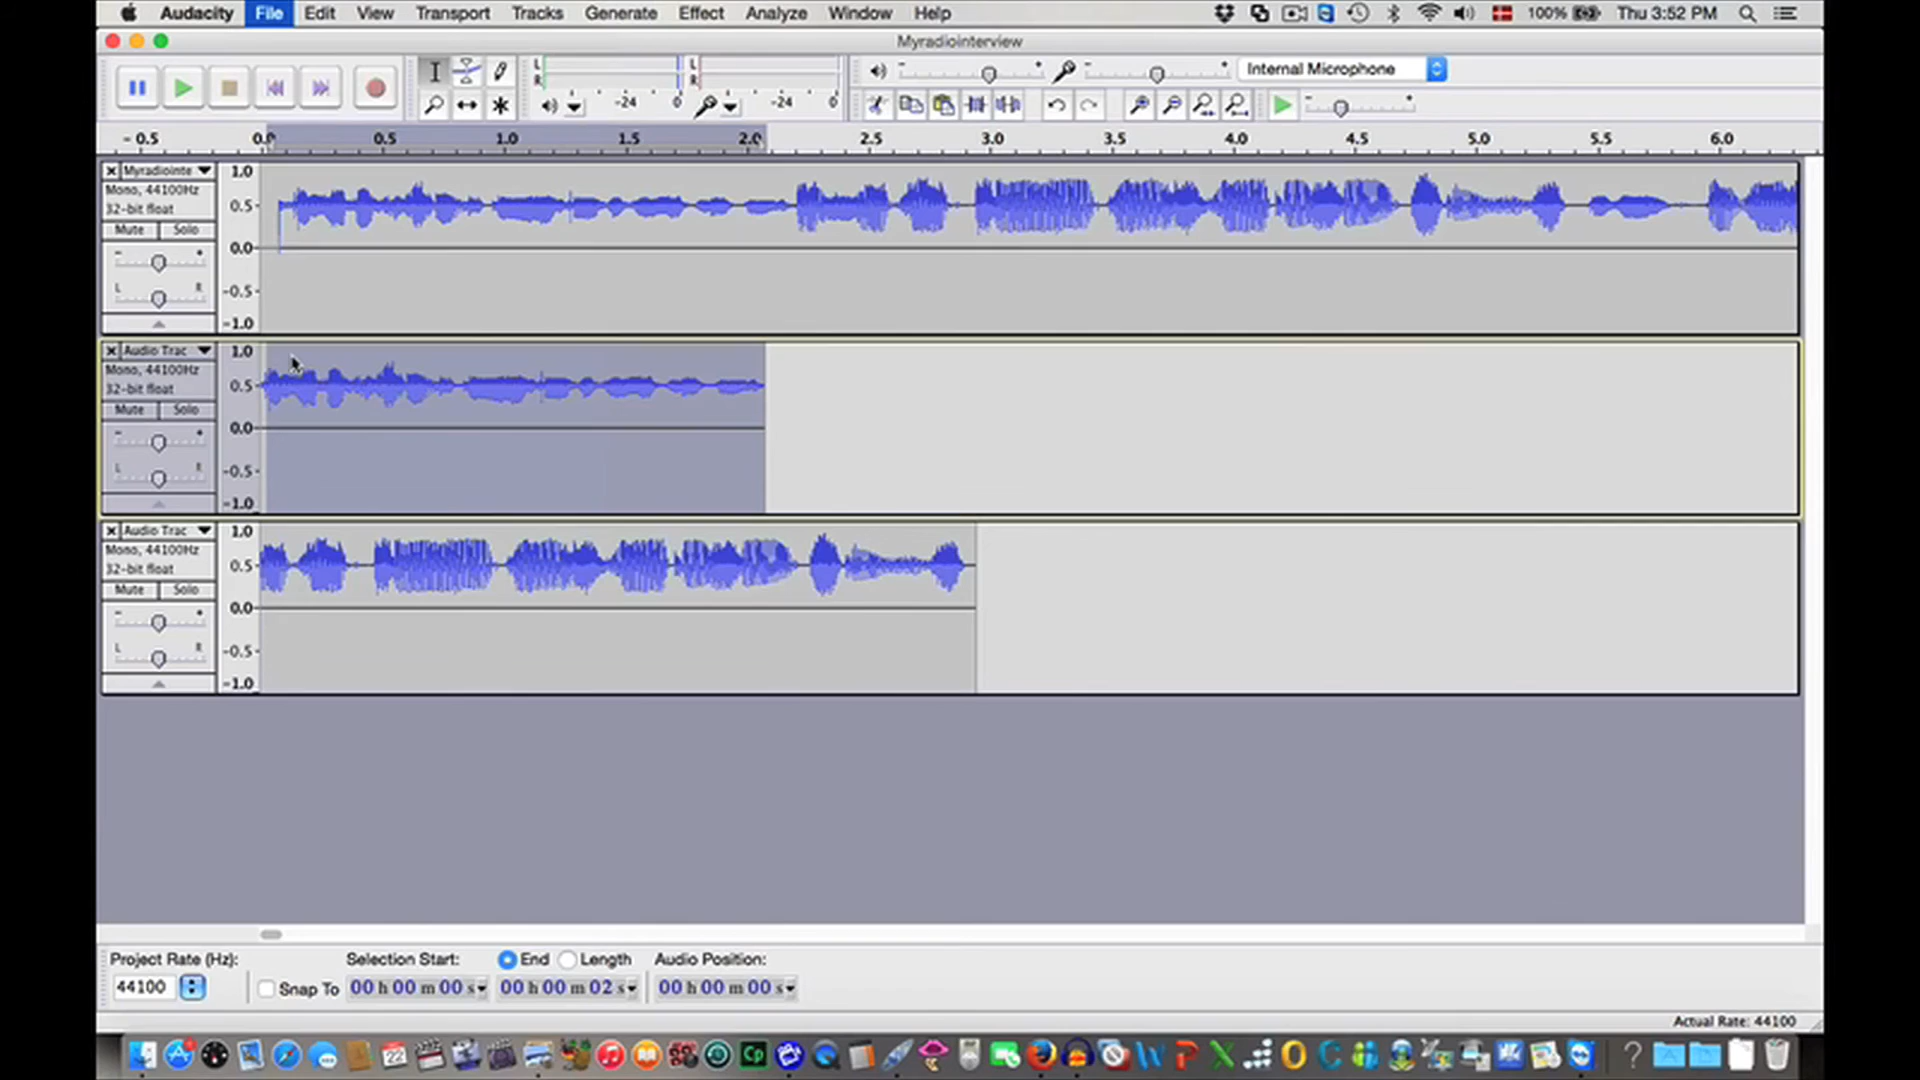 Audacity File Edit View Transport Tracks Generate Effect Analyze Window Help 100% Thu 3:52 PM
Myradiointerview
L R -24 0 L R -24 0 - + - + Internal Microphone
- +
- 0.5 0.0 0.5 1.0 1.5 2.0 2.5 3.0 3.5 4.0 4.5 5.0 5.5 6.0
Myradiointe 1.0
Mono, 44100Hz
32-bit float 0.5
Mute Solo
0.0
- +
L R -0.5
-1.0
Audio Trac 1.0
Mono, 44100Hz
32-bit float 0.5
Mute Solo
0.0
- +
L R -0.5
-1.0
Audio Trac 1.0
Mono, 44100Hz
32-bit float 0.5
Mute Solo
0.0
- +
L R -0.5
-1.0
Project Rate (Hz): Selection Start: End Length Audio Position:
44100 Snap To 00 h 00 m 00 s 00 h 00 m 02 s 00 h 00 m 00 s
Actual Rate: 44100
22 Cp W P X O C ?